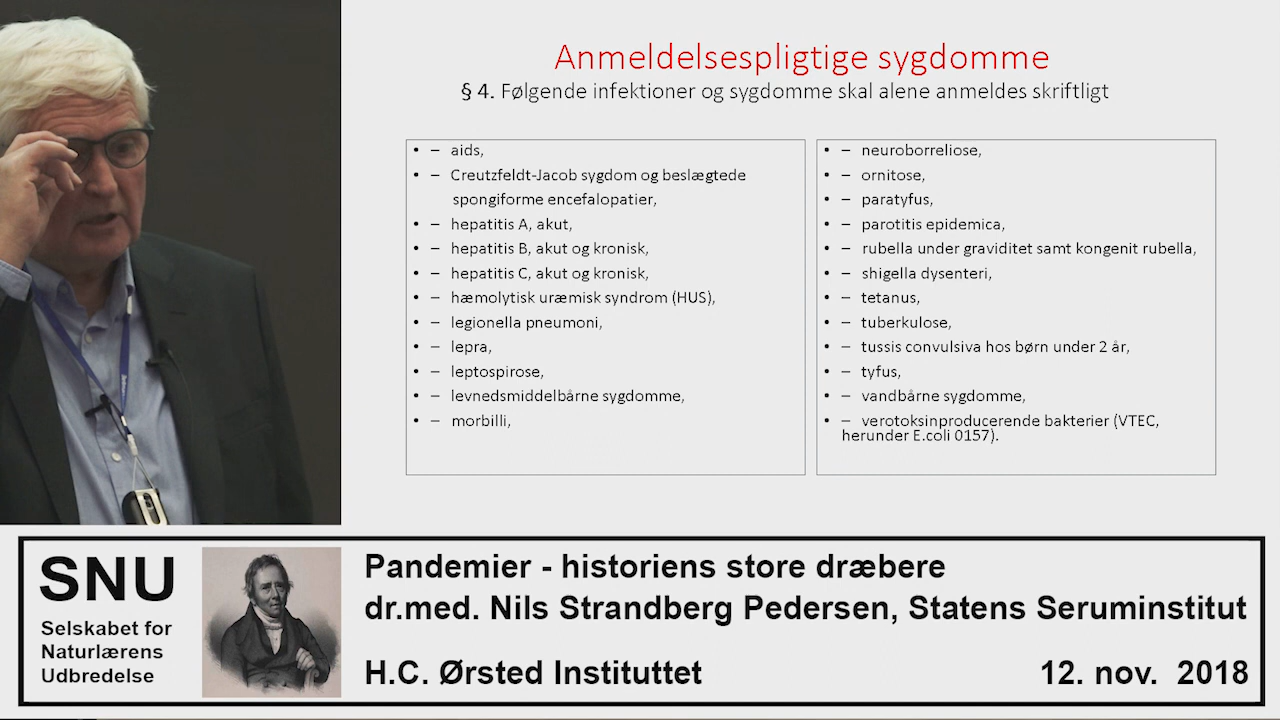 Anmeldelsespligtige sygdomme
§ 4. Følgende infektioner og sygdomme skal alene anmeldes skriftligt
• – aids,
• – Creutzfeldt-Jacob sygdom og beslægtede
spongiforme encefalopatier,
• – hepatitis A, akut,
• – hepatitis B, akut og kronisk,
• – hepatitis C, akut og kronisk,
• – hæmolytisk uræmisk syndrom (HUS),
• – legionella pneumoni,
• – lepra,
• – leptospirose,
• – levnedsmiddelbårne sygdomme,
• – morbilli,
• – neuroborreliose,
• – ornitose,
• – paratyfus,
• – parotitis epidemica,
• – rubella under graviditet samt kongenit rubella,
• – shigella dysenteri,
• – tetanus,
• – tuberkulose,
• – tussis convulsiva hos børn under 2 år,
• – tyfus,
• – vandbårne sygdomme,
• – verotoksinproducerende bakterier (VTEC,
herunder E.coli 0157).
SNU
Selskabet for
Naturlærens
Udbredelse
Pandemier - historiens store dræbere
dr.med. Nils Strandberg Pedersen, Statens Seruminstitut
H.C. Ørsted Instituttet 12. nov. 2018